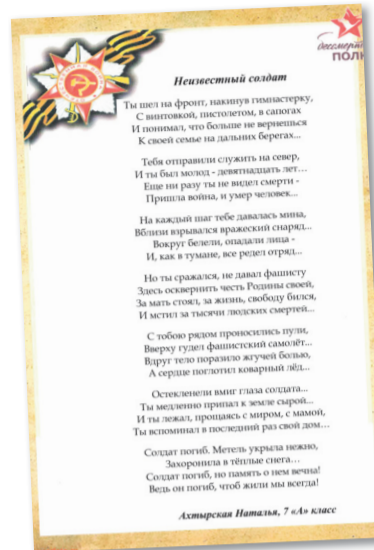 бессмертный
ПОЛК
Неизвестный солдат
Ты шел на фронт, накинув гимнастерку,
С винтовкой, пистолетом, в сапогах
И понимал, что больше не вернешься
К своей семье на дальних берегах...
Тебя отправили служить на север,
И ты был молод - девятнадцать лет...
Еще ни разу ты не видел смерти -
Пришла война, и умер человек...
На каждый шаг тебе давалась мина,
Вблизи взрывался вражеский снаряд...
Вокруг белели, опадали лица -
И, как в тумане, все редел отряд...
Но ты сражался, не давал фашисту
Здесь осквернить честь Родины своей,
За мать стоял, за жизнь, свободу бился,
И мстил за тысячи людских смертей...
С тобою рядом проносились пули,
Вверху гудел фашистский самолёт...
Вдруг тело поразило жгучей болью,
А сердце поглотил коварный лёд...
Остекленели вмиг глаза солдата...
Ты медленно припал к земле сырой...
И ты лежал, прощаясь с миром, с мамой,
Ты вспоминал в последний раз свой дом...
Солдат погиб. Метель укрыла нежно,
Захоронила в тёплые снега...
Солдат погиб, но память о нем вечна!
Ведь он погиб, чтоб жили мы всегда!
Ахтырская Наталья, 7 «А» класс